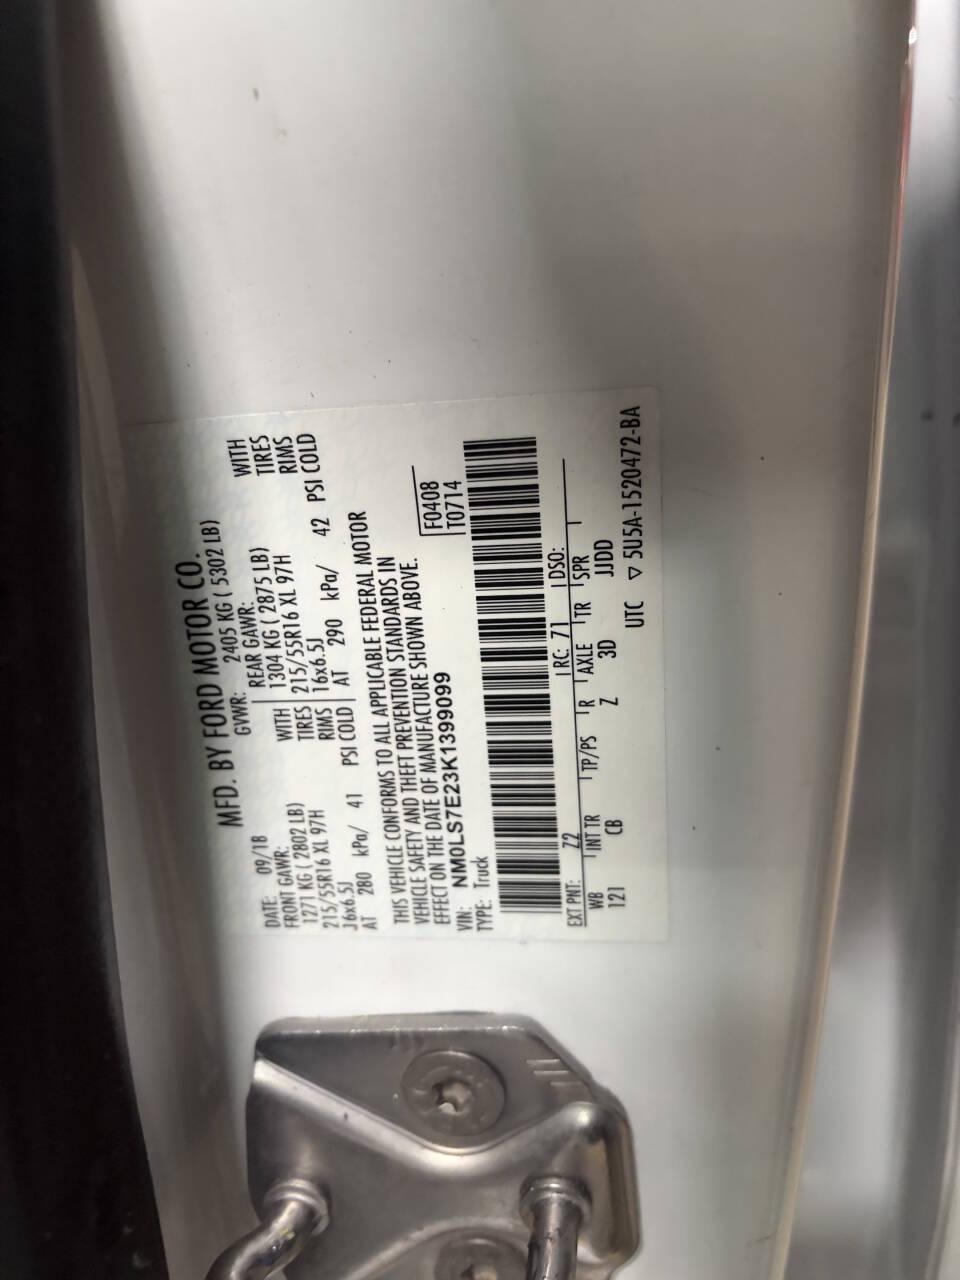 MFD. BY FORD MOTOR CO.
DATE: 09/18 GVWR: 2405 KG ( 5302 LB)
FRONT GAWR: REAR GAWR: WITH
1271 KG ( 2802 LB) WITH 1304 KG ( 2875 LB) TIRES
215/55R16 XL 97H TIRES 215/55R16 XL 97H RIMS
16x6.5J RIMS 16x6.5J
AT 280 kPa/ 41 PSI COLD AT 290 kPa/ 42 PSI COLD
THIS VEHICLE CONFORMS TO ALL APPLICABLE FEDERAL MOTOR
VEHICLE SAFETY AND THEFT PREVENTION STANDARDS IN
EFFECT ON THE DATE OF MANUFACTURE SHOWN ABOVE.
VIN: NM0LS7E23K1399099 F0408
TYPE: Truck T0714
EXT PNT: Z2 RC: 71 DSO:
WB INT TR TP/PS R AXLE TR SPR
121 CB Z 3D JJDD
UTC ▽ 5U5A-1520472-BA